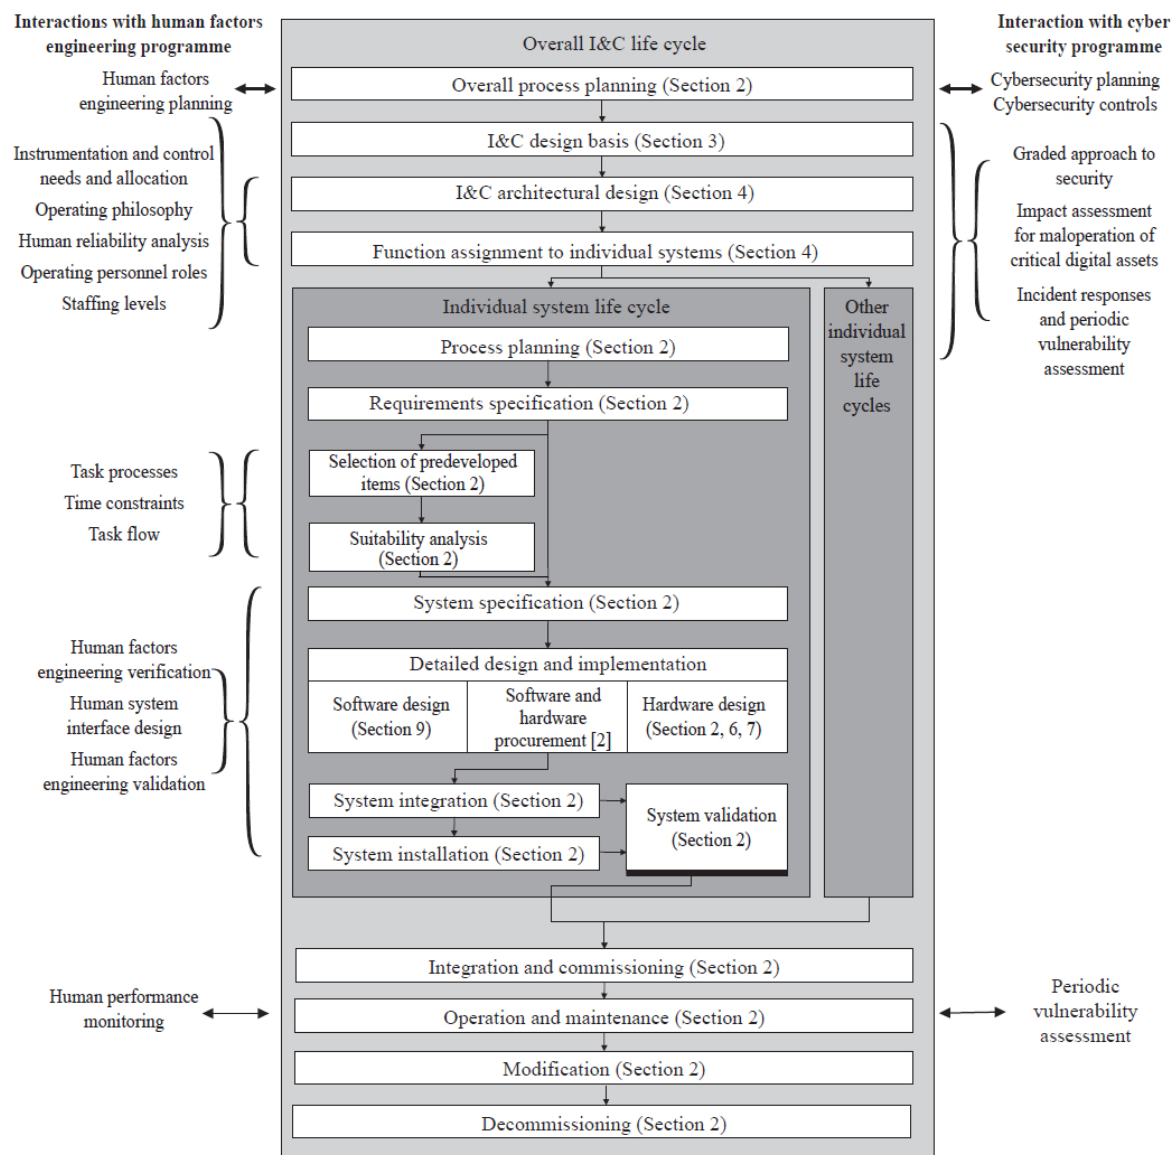 Interactions with human factors
engineering programme
Human factors
engineering planning
Instrumentation and control
needs and allocation
Operating philosophy
Human reliability analysis
Operating personnel roles
Staffing levels
Task processes
Time constraints
Task flow
Human factors
engineering verification
Human system
interface design
Human factors
engineering validation
Human performance
monitoring
Overall I&C life cycle
Overall process planning (Section 2)
I&C design basis (Section 3)
I&C architectural design (Section 4)
Function assignment to individual systems (Section 4)
Individual system life cycle
Process planning (Section 2)
Requirements specification (Section 2)
Selection of predeveloped
items (Section 2)
Suitability analysis
(Section 2)
System specification (Section 2)
Detailed design and implementation
Software design
(Section 9)
Software and
hardware
procurement [2]
Hardware design
(Section 2, 6, 7)
System integration (Section 2)
System installation (Section 2)
System validation
(Section 2)
Other
individual
system
life
cycles
Integration and commissioning (Section 2)
Operation and maintenance (Section 2)
Modification (Section 2)
Decommissioning (Section 2)
Interaction with cyber
security programme
Cybersecurity planning
Cybersecurity controls
Graded approach to
security
Impact assessment
for maloperation of
critical digital assets
Incident responses
and periodic
vulnerability
assessment
Periodic
vulnerability
assessment